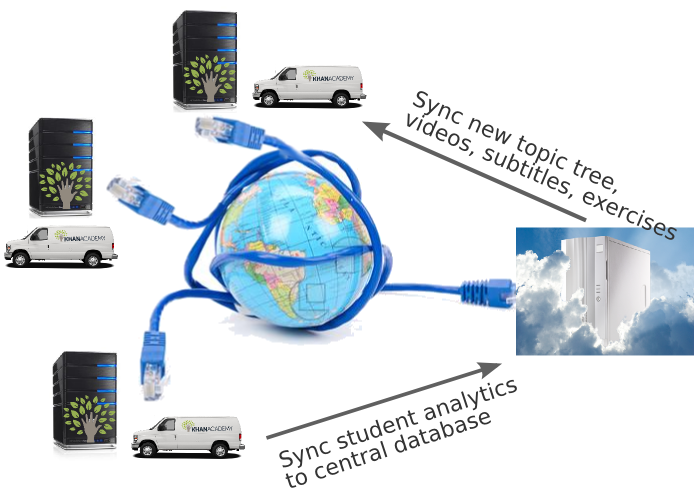 KHANACADEMY
Sync new topic tree,
videos, subtitles, exercises
KHANACADEMY
KHANACADEMY
Sync student analytics
to central database